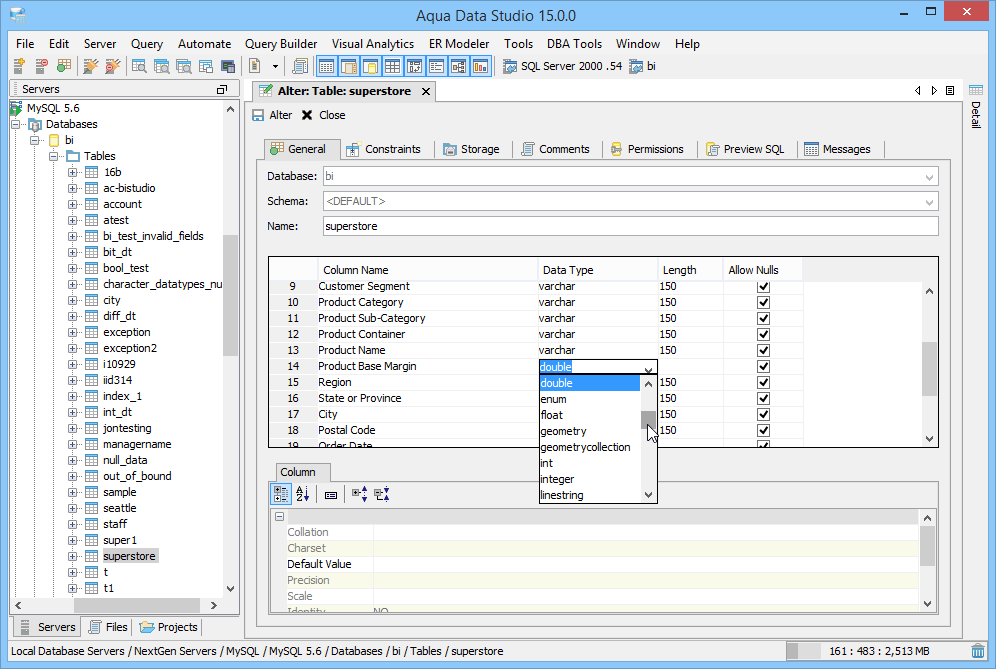 Aqua Data Studio 15.0.0
File Edit Server Query Automate Query Builder Visual Analytics ER Modeler Tools DBA Tools Window Help
SQL Server 2000 .54 bi
Servers
MySQL 5.6
Databases
bi
Tables
16b
ac-bistudio
account
atest
bi_test_invalid_fields
bit_dt
bool_test
character_datatypes_nu
city
diff_dt
exception
exception2
i10929
iid314
index_1
int_dt
jontesting
managername
null_data
out_of_bound
sample
seattle
staff
super1
superstore
t
t1
Servers Files Projects
Alter: Table: superstore
Detail
Alter Close
General Constraints Storage Comments Permissions Preview SQL Messages
Database: bi
Schema: <DEFAULT>
Name: superstore
Column Name Data Type Length Allow Nulls
9 Customer Segment varchar 150
10 Product Category varchar 150
11 Product Sub-Category varchar 150
12 Product Container varchar 150
13 Product Name varchar 150
14 Product Base Margin double
15 Region 150
16 State or Province 150
17 City 150
18 Postal Code 150
19 Order Date
double
enum
float
geometry
geometrycollection
int
integer
linestring
Column
Collation
Charset
Default Value
Precision
Scale
Identity NO
Local Database Servers / NextGen Servers / MySQL / MySQL 5.6 / Databases / bi / Tables / superstore
161 : 483 : 2,513 MB